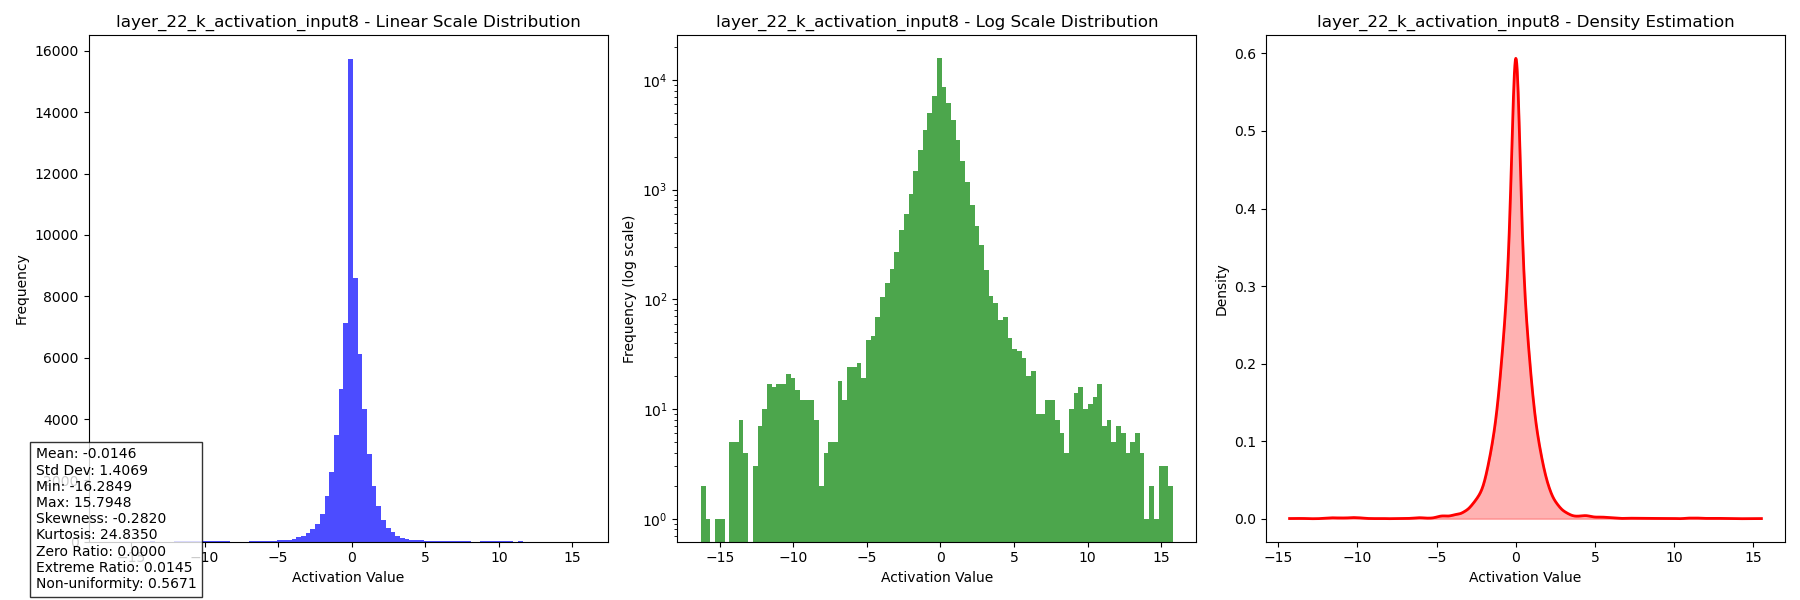 layer_22_k_activation_input8 - Linear Scale Distribution
16000
14000
12000
10000
8000
6000
4000
2000
Frequency
−10
−5
0
5
10
15
Activation Value
Mean: -0.0146
Std Dev: 1.4069
Min: -16.2849
Max: 15.7948
Skewness: -0.2820
Kurtosis: 24.8350
Zero Ratio: 0.0000
Extreme Ratio: 0.0145
Non-uniformity: 0.5671
layer_22_k_activation_input8 - Log Scale Distribution
10⁴
10³
10²
10¹
10⁰
Frequency (log scale)
−15
−10
−5
0
5
10
15
Activation Value
layer_22_k_activation_input8 - Density Estimation
0.6
0.5
0.4
0.3
0.2
0.1
0.0
Density
−15
−10
−5
0
5
10
15
Activation Value